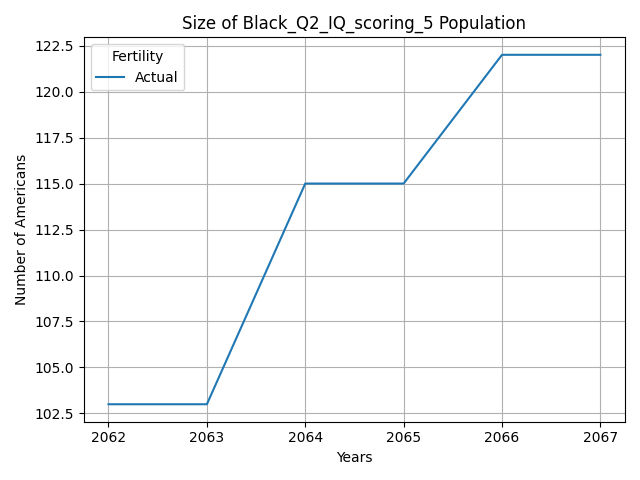 Size of Black_Q2_IQ_scoring_5 Population
Fertility
Actual
122.5
120.0
117.5
115.0
112.5
110.0
107.5
105.0
102.5
Number of Americans
2062 2063 2064 2065 2066 2067
Years